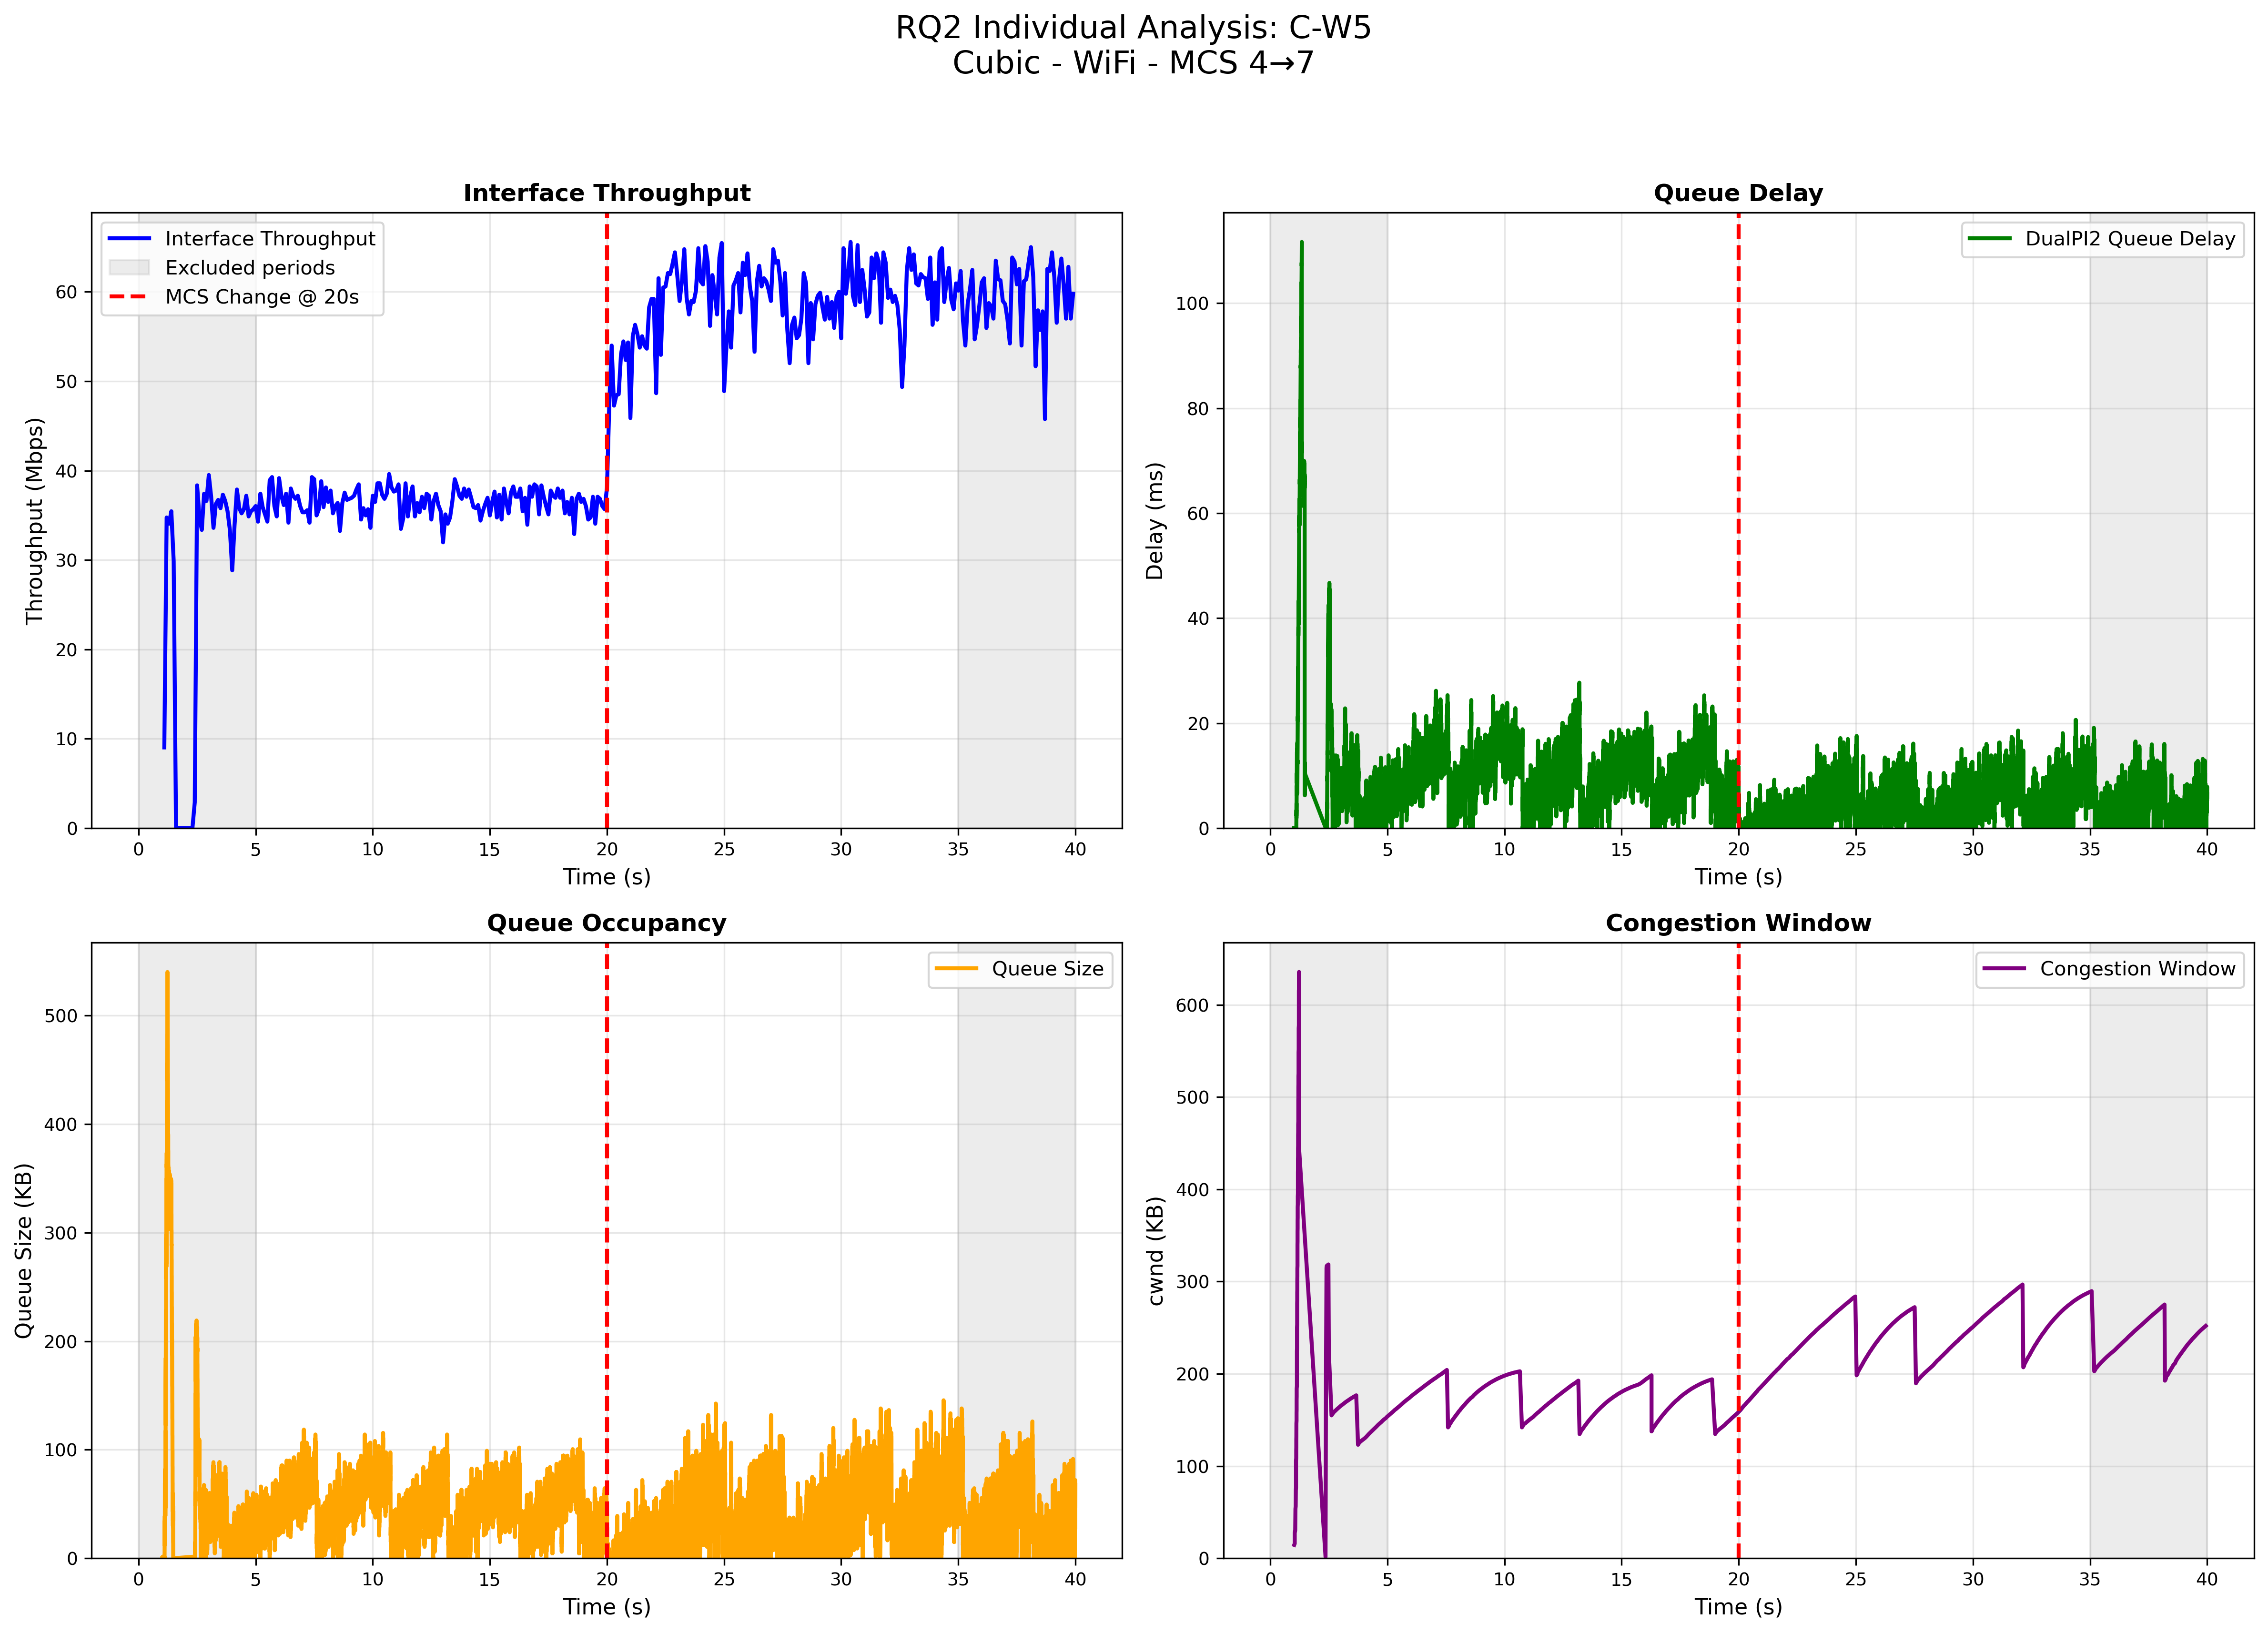 RQ2 Individual Analysis: C-W5
Cubic - WiFi - MCS 4→7
Interface Throughput
Interface Throughput
Excluded periods
MCS Change @ 20s
Throughput (Mbps)
60
50
40
30
20
10
0
0 5 10 15 20 25 30 35 40
Time (s)
Queue Delay
DualPI2 Queue Delay
Delay (ms)
100
80
60
40
20
0
0 5 10 15 20 25 30 35 40
Time (s)
Queue Occupancy
Queue Size
Queue Size (KB)
500
400
300
200
100
0
0 5 10 15 20 25 30 35 40
Time (s)
Congestion Window
Congestion Window
cwnd (KB)
600
500
400
300
200
100
0
0 5 10 15 20 25 30 35 40
Time (s)